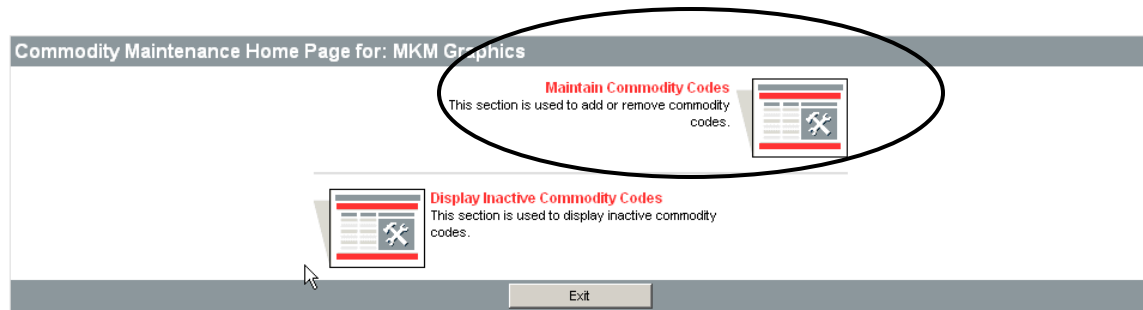 Commodity Maintenance Home Page for: MKM Graphics
Maintain Commodity Codes
This section is used to add or remove commodity
codes.
Display Inactive Commodity Codes
This section is used to display inactive commodity
codes.
Exit